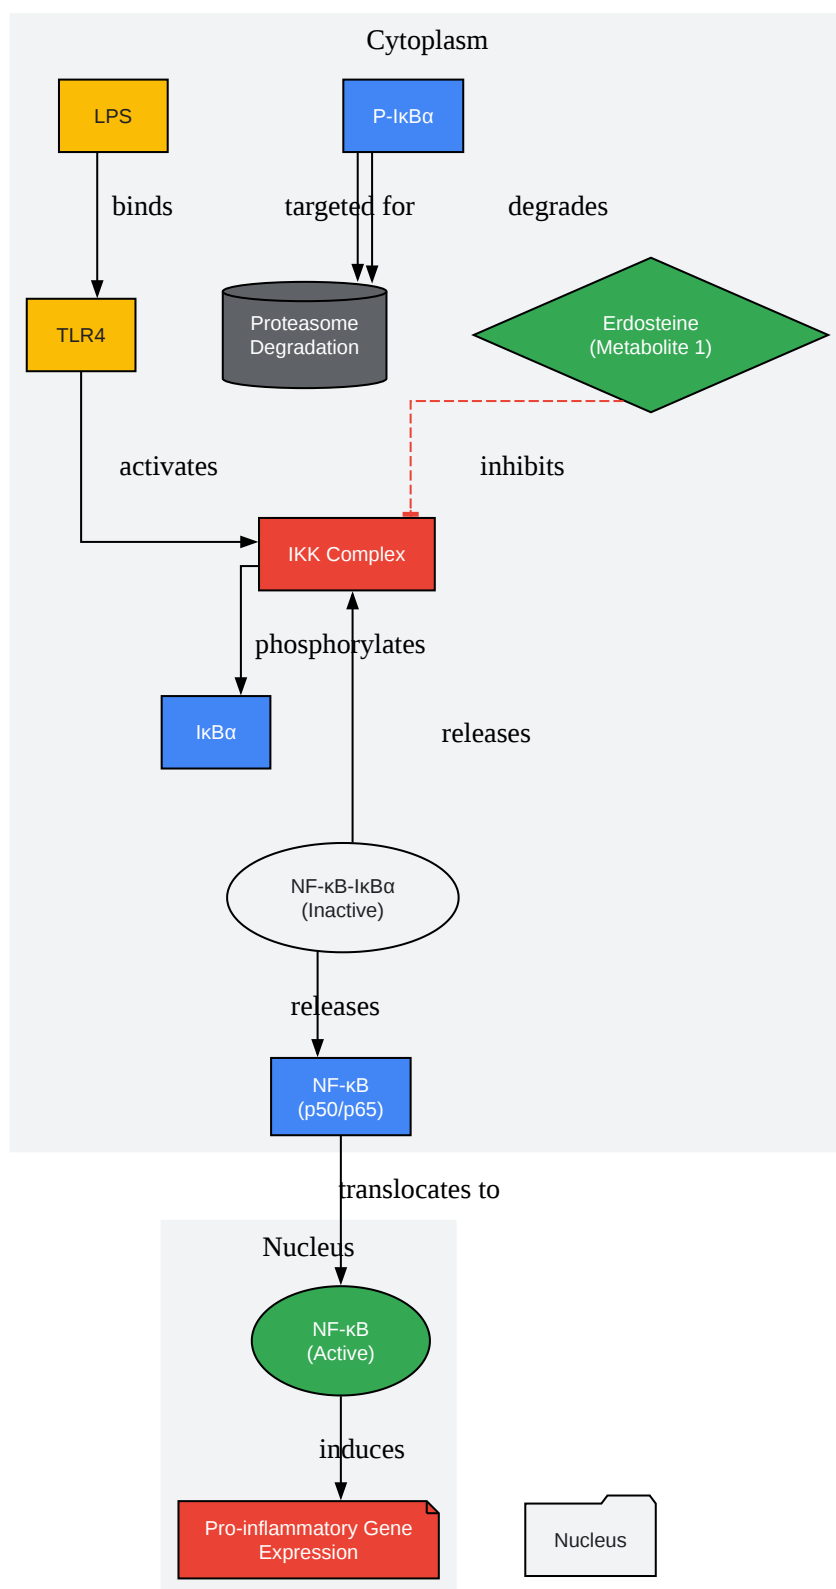 Cytoplasm
LPS
P-IκBα
binds
targeted for
degrades
TLR4
Proteasome
Degradation
Erdosteine
(Metabolite 1)
activates
inhibits
IKK Complex
phosphorylates
IκBα
releases
NF-κB-IκBα
(Inactive)
releases
NF-κB
(p50/p65)
translocates to
Nucleus
NF-κB
(Active)
induces
Pro-inflammatory Gene
Expression
Nucleus